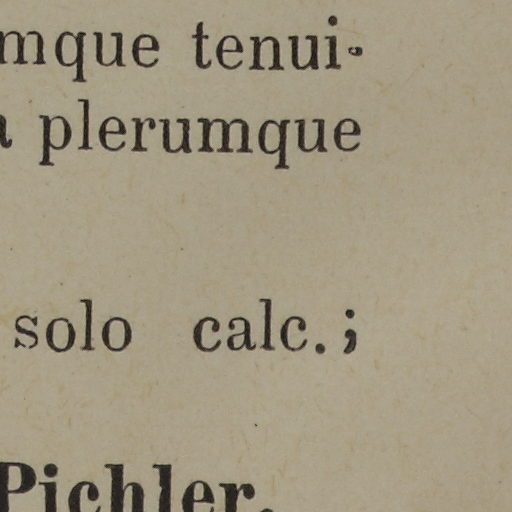 mque tenui-
a plerumque
solo calc.;
Pichler.